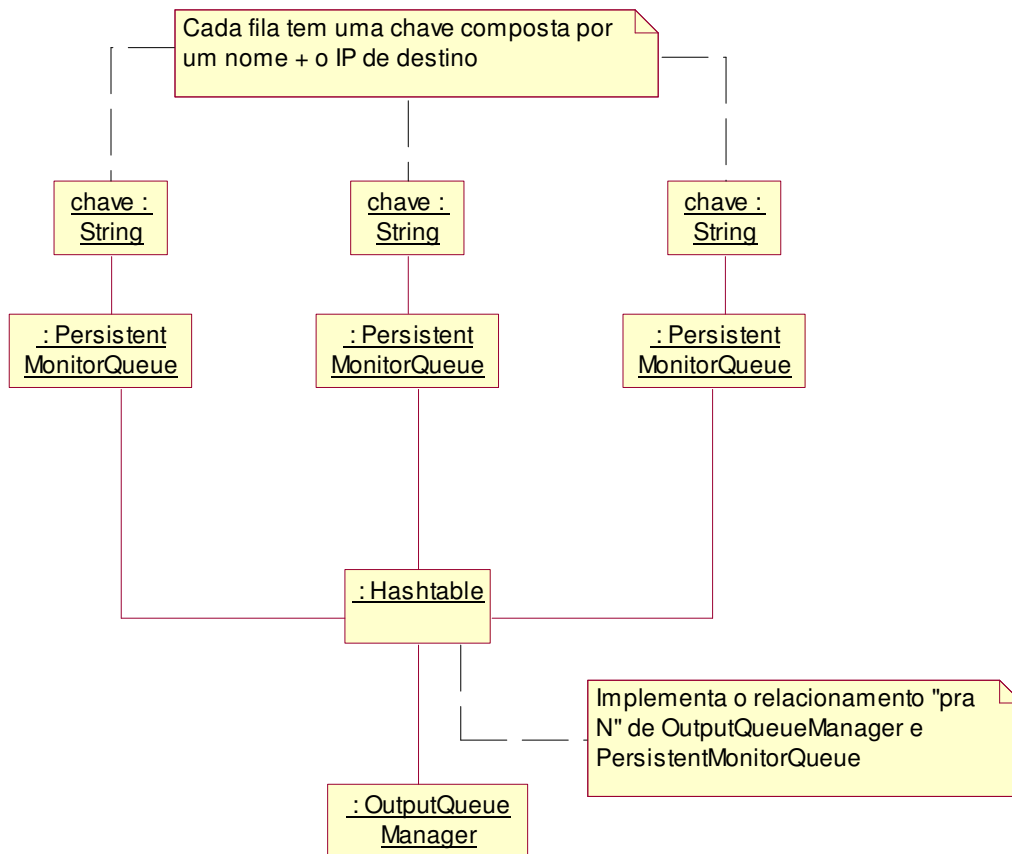 Cada fila tem uma chave composta por
um nome + o IP de destino
chave :
String
chave :
String
chave :
String
: Persistent
MonitorQueue
: Persistent
MonitorQueue
: Persistent
MonitorQueue
: Hashtable
Implementa o relacionamento "pra
N" de OutputQueueManager e
PersistentMonitorQueue
: OutputQueue
Manager